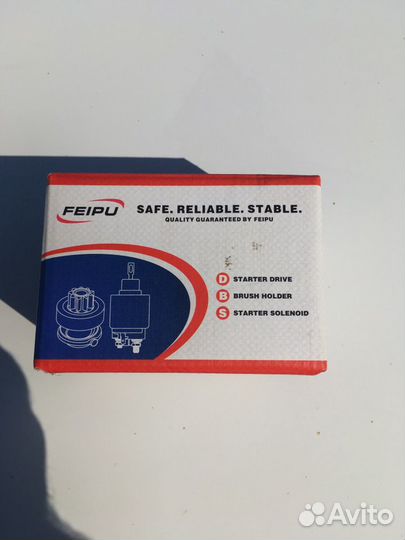 FEIPU
SAFE. RELIABLE. STABLE.
QUALITY GUARANTEED BY FEIPU
D STARTER DRIVE
B BRUSH HOLDER
S STARTER SOLENOID
Avito